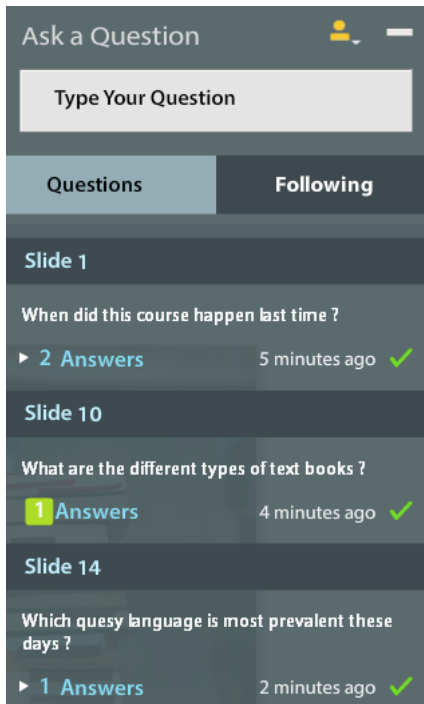 Ask a Question
Type Your Question
Questions Following
Slide 1
When did this course happen last time ?
2 Answers 5 minutes ago
Slide 10
What are the different types of text books ?
1 Answers 4 minutes ago
Slide 14
Which quesy language is most prevalent these
days ?
1 Answers 2 minutes ago